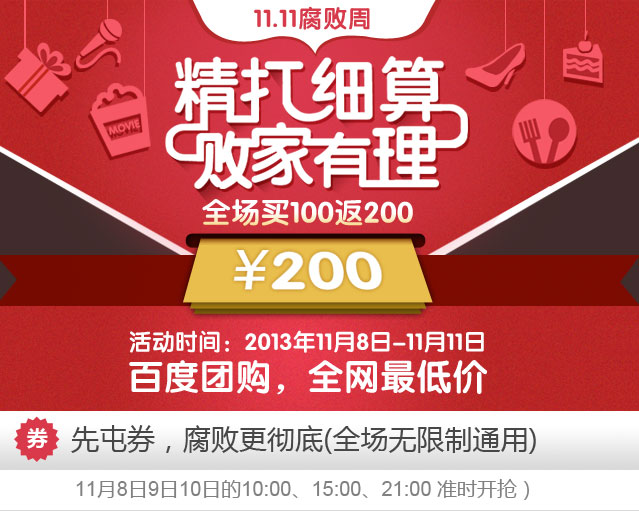 11.11腐败周
MOVIE
精打细算
败家有理
全场买100返200
¥200
活动时间：2013年11月8日-11月11日
百度团购，全网最低价
券 先屯券，腐败更彻底(全场无限制通用)
11月8日9日10日的10:00、15:00、21:00 准时开抢）